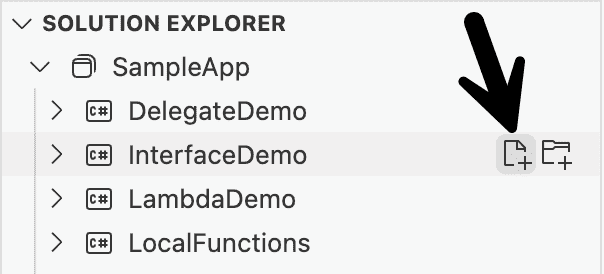 SOLUTION EXPLORER
SampleApp
C# DelegateDemo
C# InterfaceDemo
C# LambdaDemo
C# LocalFunctions